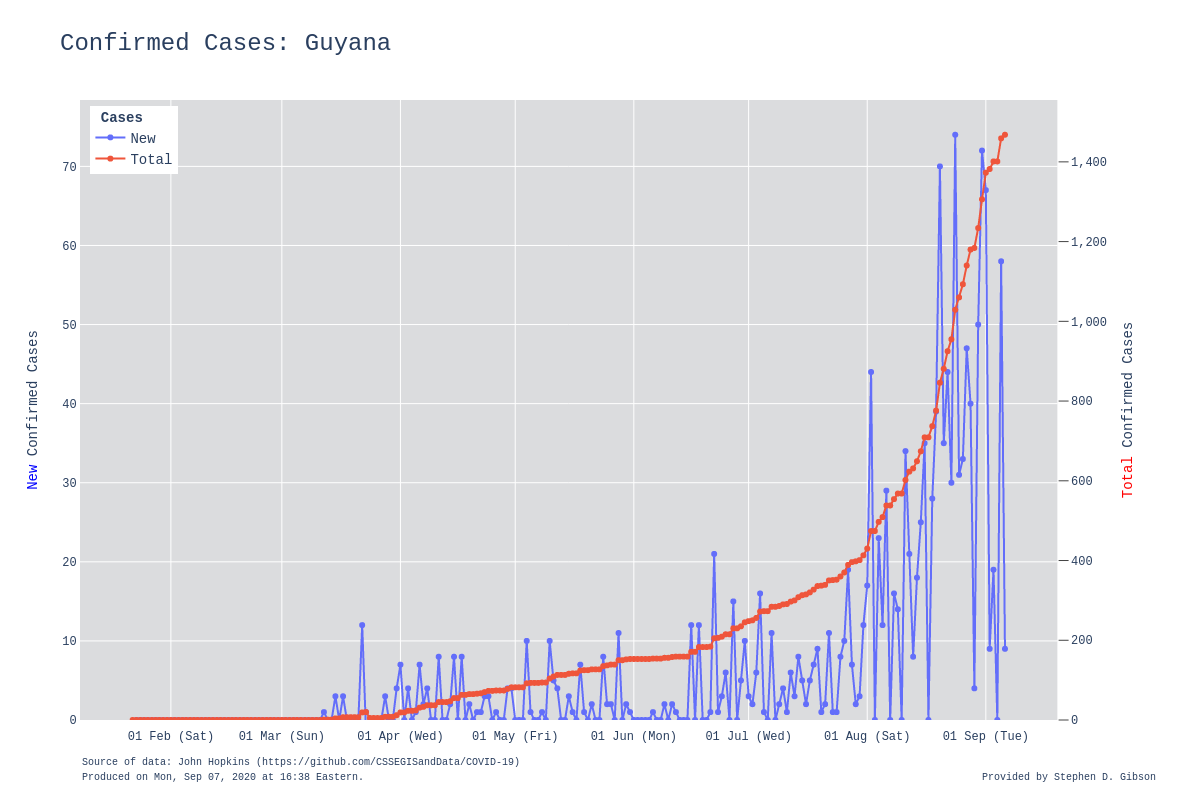 Confirmed Cases: Guyana
Cases
New
Total
70
60
50
40
30
20
10
0
1,400
1,200
1,000
800
600
400
200
0
New Confirmed Cases
Total Confirmed Cases
01 Feb (Sat) 01 Mar (Sun) 01 Apr (Wed) 01 May (Fri) 01 Jun (Mon) 01 Jul (Wed) 01 Aug (Sat) 01 Sep (Tue)
Source of data: John Hopkins (https://github.com/CSSEGISandData/COVID-19)
Produced on Mon, Sep 07, 2020 at 16:38 Eastern.
Provided by Stephen D. Gibson